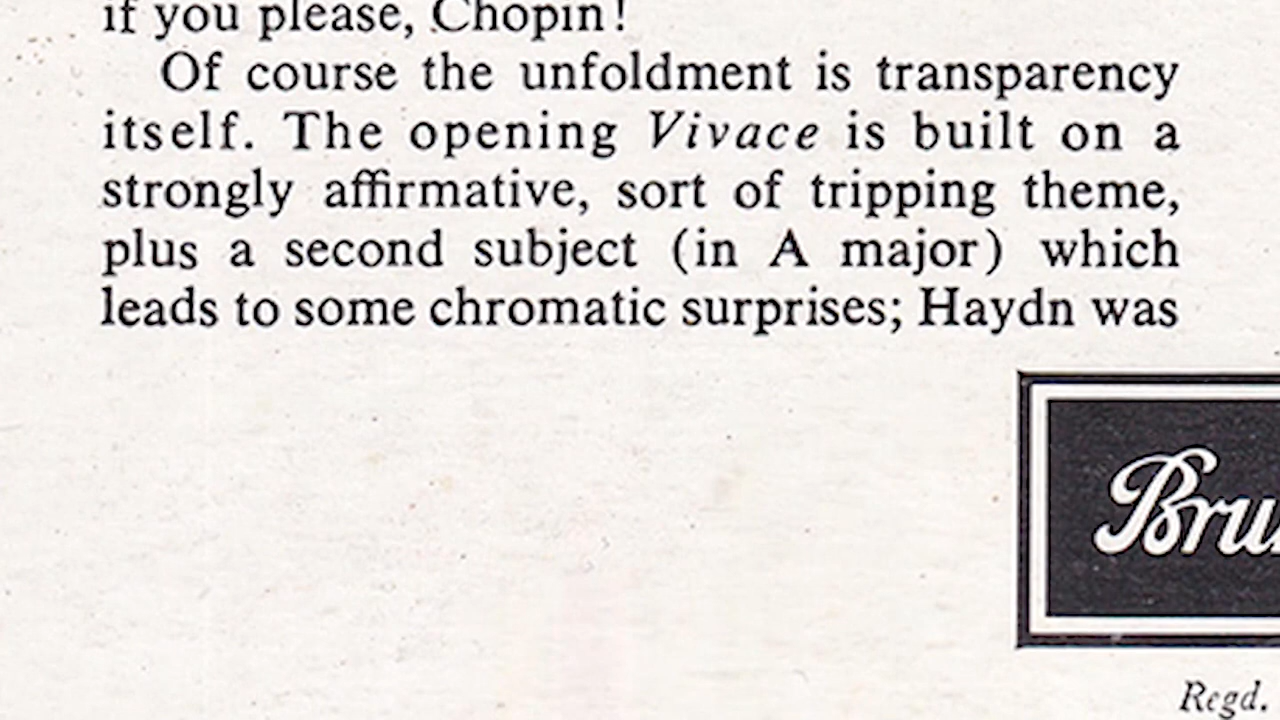 if you please, Chopin!
Of course the unfoldment is transparency
itself. The opening Vivace is built on a
strongly affirmative, sort of tripping theme,
plus a second subject (in A major) which
leads to some chromatic surprises; Haydn was
Bru
Regd.